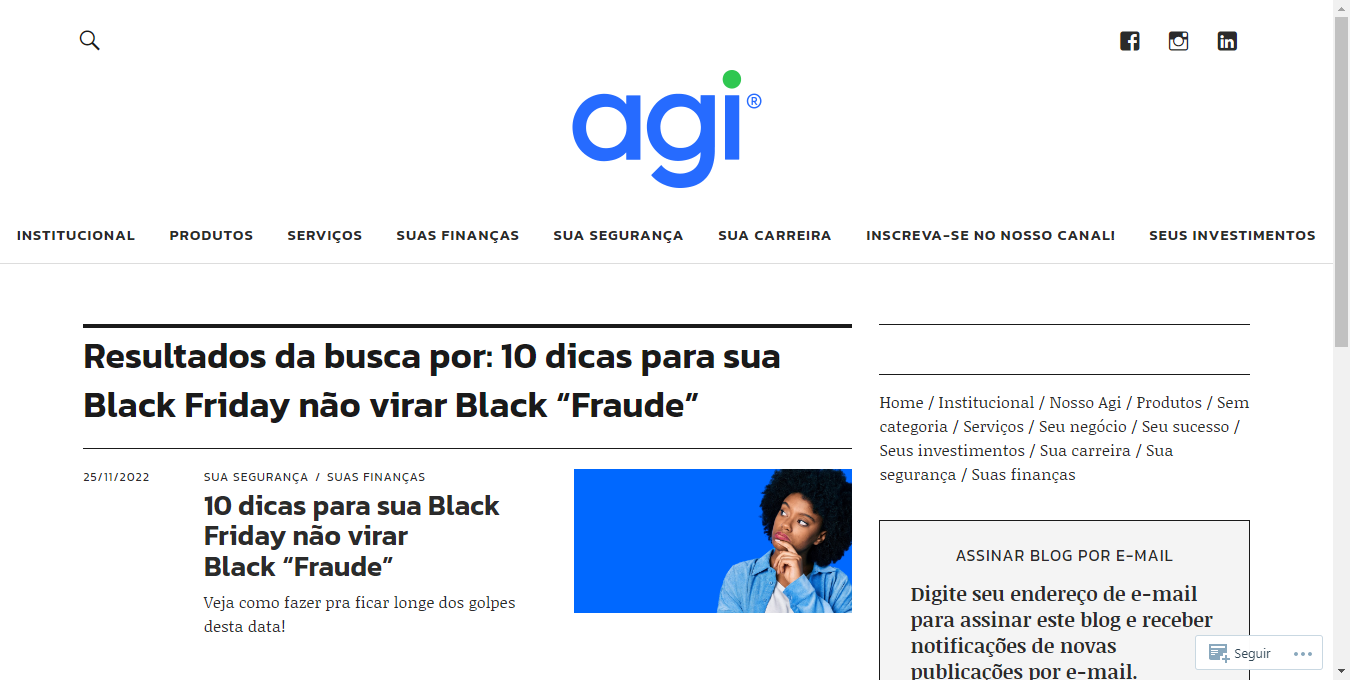 agi®
INSTITUCIONAL PRODUTOS SERVIÇOS SUAS FINANÇAS SUA SEGURANÇA SUA CARREIRA INSCREVA-SE NO NOSSO CANAL! SEUS INVESTIMENTOS
Resultados da busca por: 10 dicas para sua
Black Friday não virar Black “Fraude”
25/11/2022
SUA SEGURANÇA / SUAS FINANÇAS
10 dicas para sua Black
Friday não virar
Black “Fraude”
Veja como fazer pra ficar longe dos golpes
desta data!
Home / Institucional / Nosso Agi / Produtos / Sem
categoria / Serviços / Seu negócio / Seu sucesso /
Seus investimentos / Sua carreira / Sua
segurança / Suas finanças
ASSINAR BLOG POR E-MAIL
Digite seu endereço de e-mail
para assinar este blog e receber
notificações de novas
publicações por e-mail.
Seguir